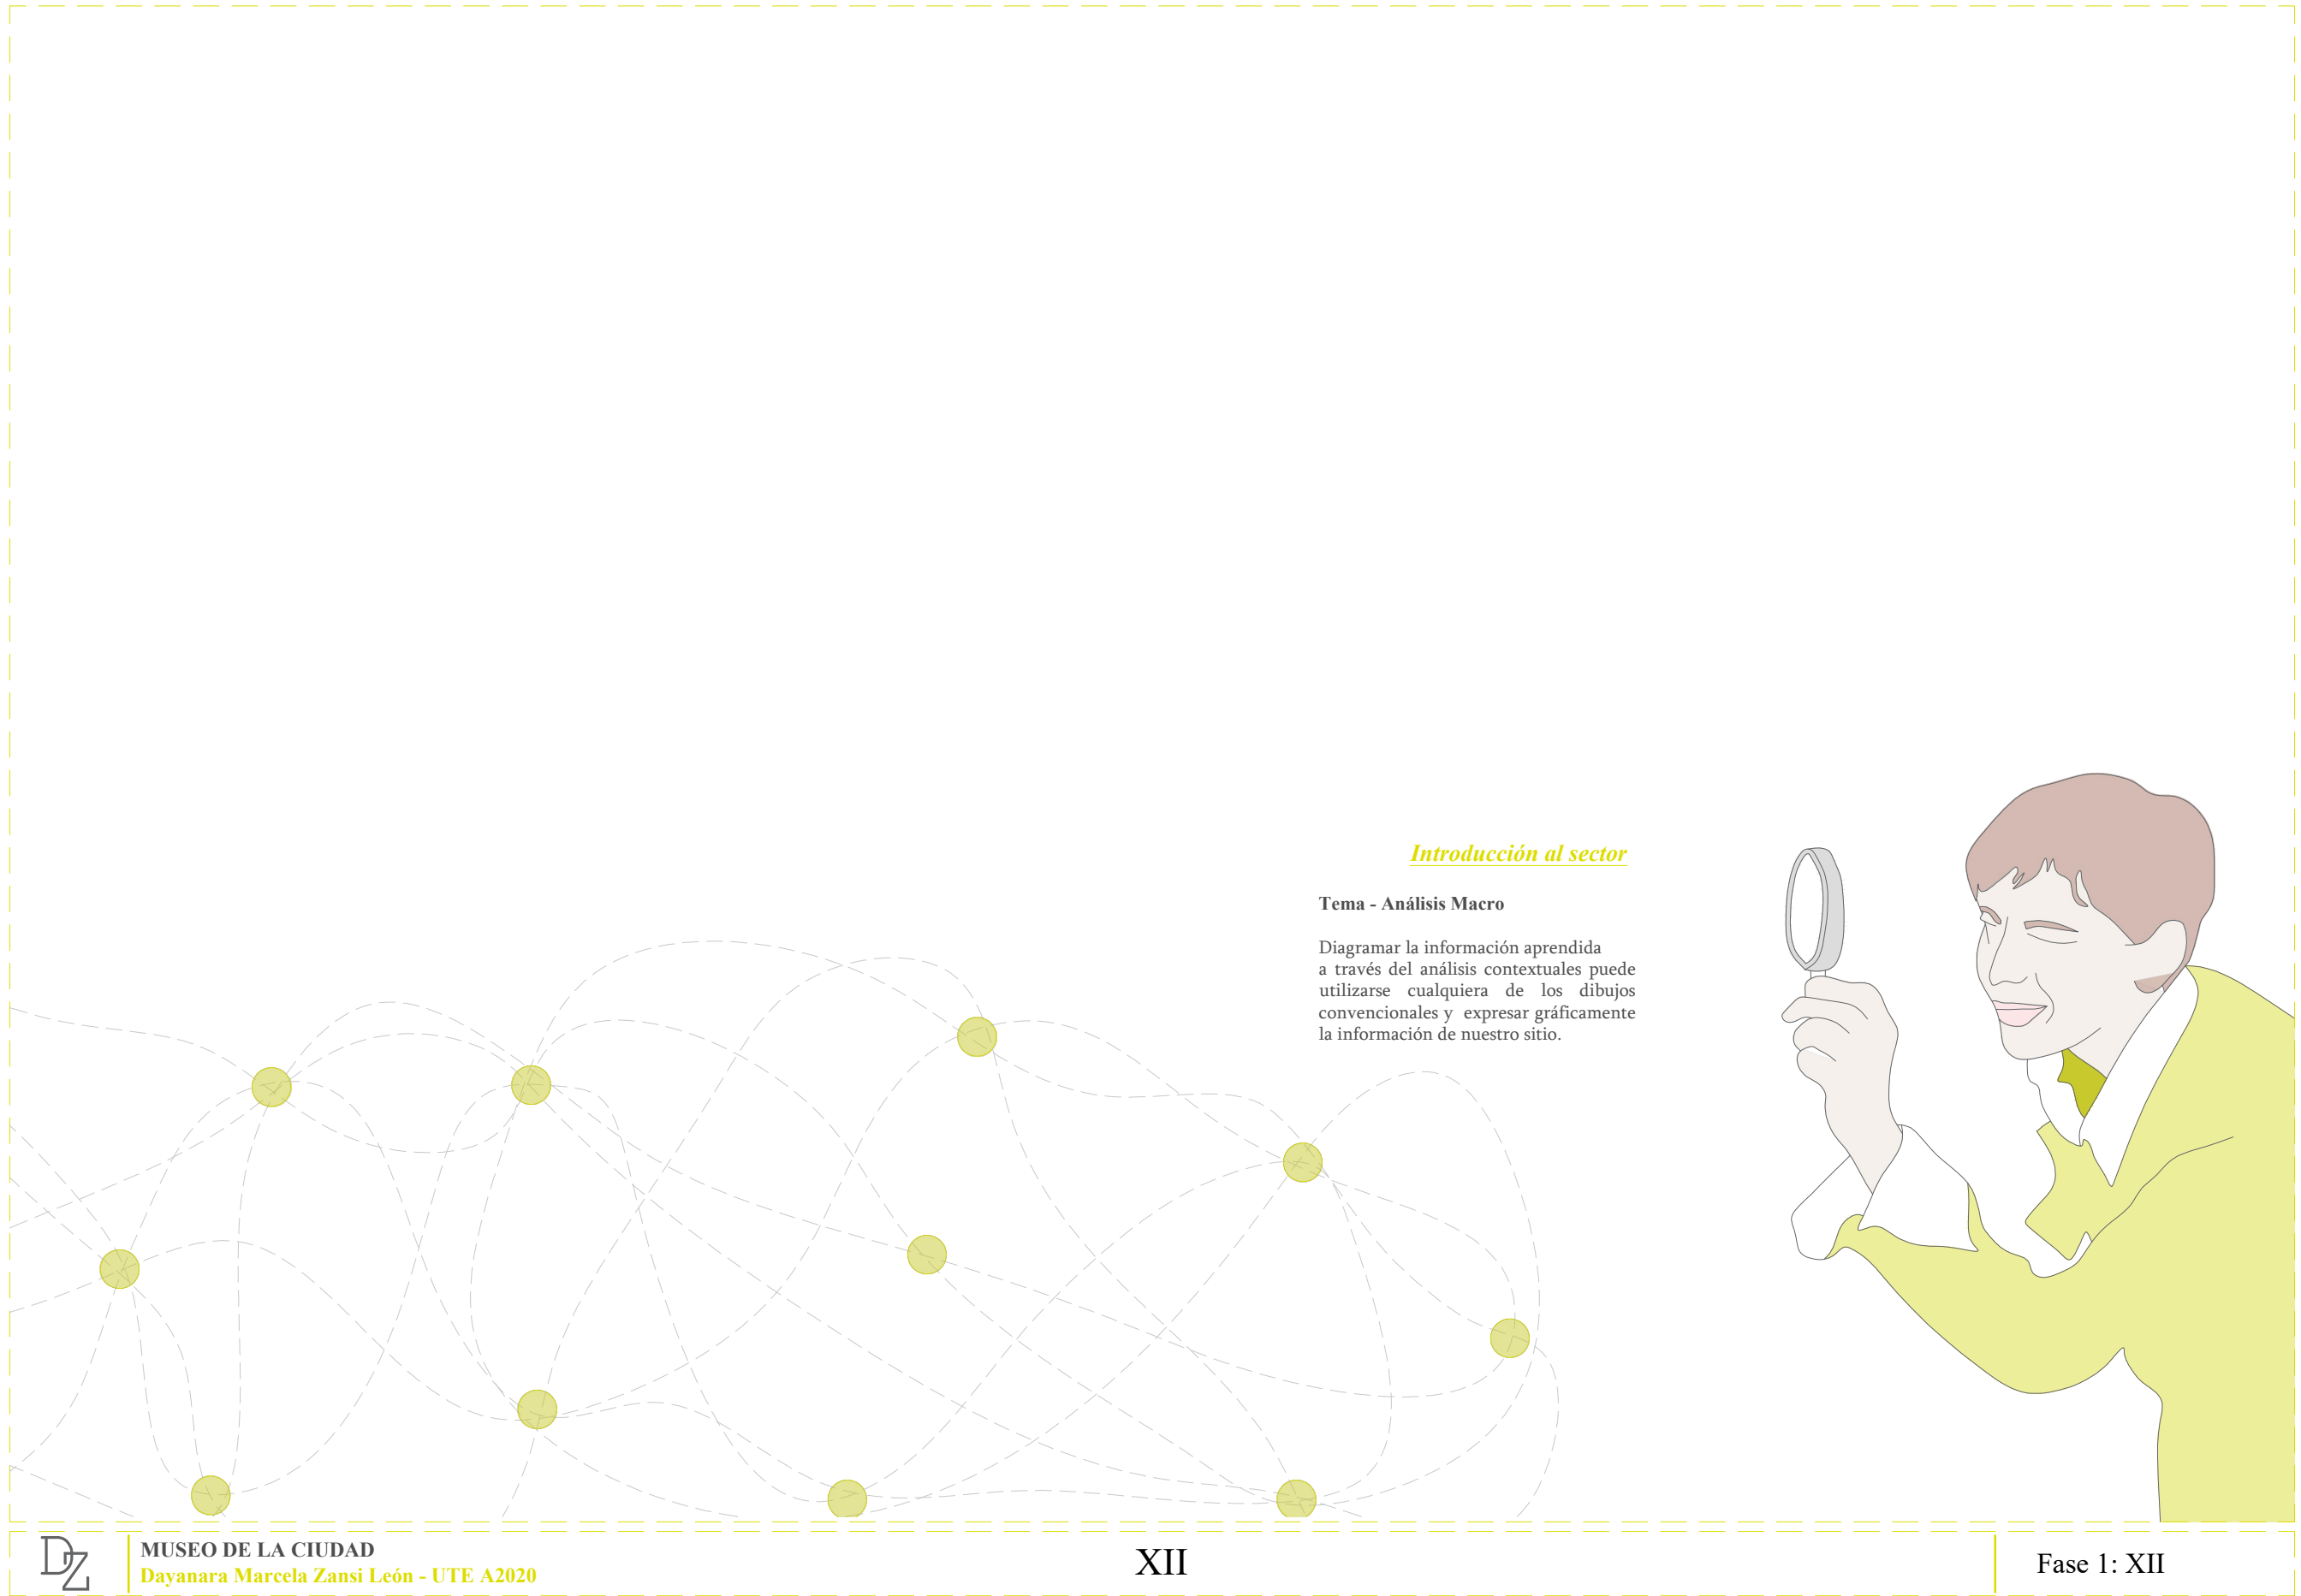 Introducción al sector
Tema - Análisis Macro
Diagramar la información aprendida
a través del análisis contextuales puede
utilizarse cualquiera de los dibujos
convencionales y expresar gráficamente
la información de nuestro sitio.
DZ
MUSEO DE LA CIUDAD
Dayanara Marcela Zansi León - UTE A2020
XII
Fase 1: XII